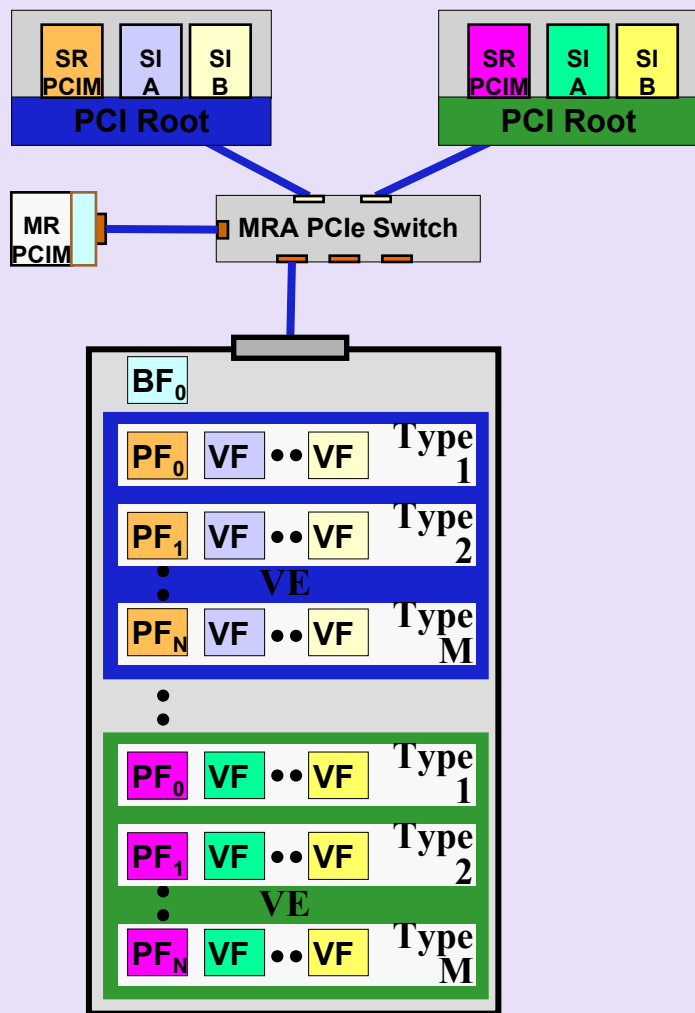 SR PCIM
SI A
SI B
PCI Root
SR PCIM
SI A
SI B
PCI Root
MR PCIM
MRA PCIe Switch
BF0
PF0 VF VF Type 1
PF1 VF VF Type 2
VE
PFN VF VF Type M
PF0 VF VF Type 1
PF1 VF VF Type 2
VE
PFN VF VF Type M